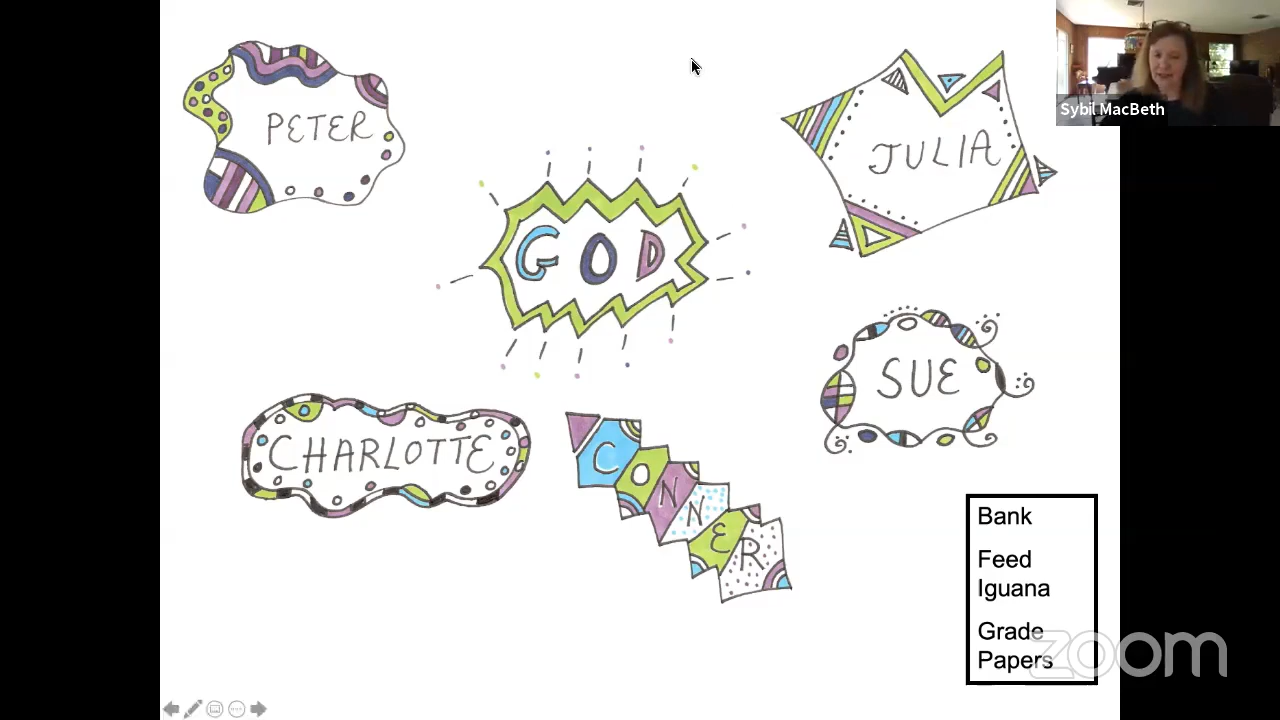 PETER
JULIA
Sybil MacBeth
GOD
SUE
CHARLOTTE
CONNER
Bank
Feed
Iguana
Grade
Papers
zoom